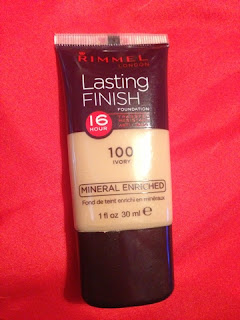 RIMMEL
LONDON
Lasting
FINISH
FOUNDATION
16
HOUR
100
IVORY
MINERAL ENRICHED
Fond de teint enrichi en minéraux
1 fl oz 30 ml e